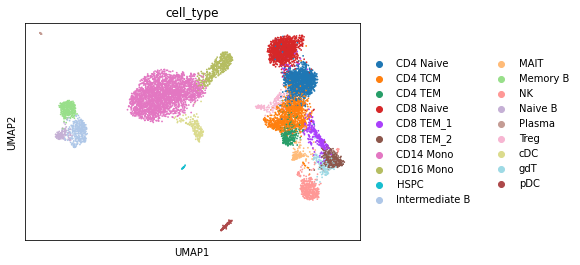 cell_type
UMAP2
UMAP1
CD4 Naive
CD4 TCM
CD4 TEM
CD8 Naive
CD8 TEM_1
CD8 TEM_2
CD14 Mono
CD16 Mono
HSPC
Intermediate B
MAIT
Memory B
NK
Naive B
Plasma
Treg
cDC
gdT
pDC